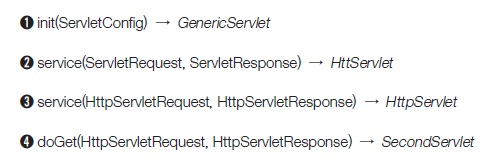 ❶ init(ServletConfig) → GenericServlet
❷ service(ServletRequest, ServletResponse) → HttServlet
❸ service(HttpServletRequest, HttpServletResponse) → HttpServlet
❹ doGet(HttpServletRequest, HttpServletResponse) → SecondServlet